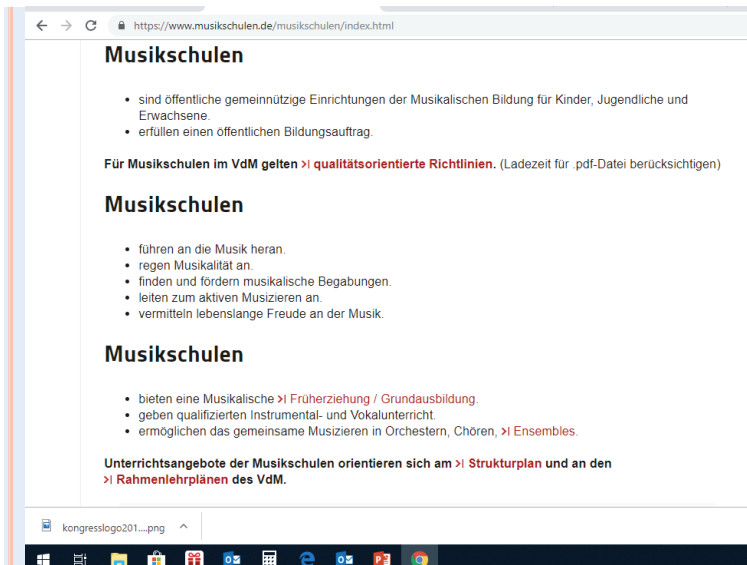 https://www.musikschulen.de/musikschulen/index.html
Musikschulen
• sind öffentliche gemeinnützige Einrichtungen der Musikalischen Bildung für Kinder, Jugendliche und
Erwachsene.
• erfüllen einen öffentlichen Bildungsauftrag.
Für Musikschulen im VdM gelten >I qualitätsorientierte Richtlinien. (Ladezeit für .pdf-Datei berücksichtigen)
Musikschulen
• führen an die Musik heran.
• regen Musikalität an.
• finden und fördern musikalische Begabungen.
• leiten zum aktiven Musizieren an.
• vermitteln lebenslange Freude an der Musik.
Musikschulen
• bieten eine Musikalische >I Früherziehung / Grundausbildung.
• geben qualifizierten Instrumental- und Vokalunterricht.
• ermöglichen das gemeinsame Musizieren in Orchestern, Chören, >I Ensembles.
Unterrichtsangebote der Musikschulen orientieren sich am >I Strukturplan und an den
>I Rahmenlehrplänen des VdM.
kongresslogo201....png